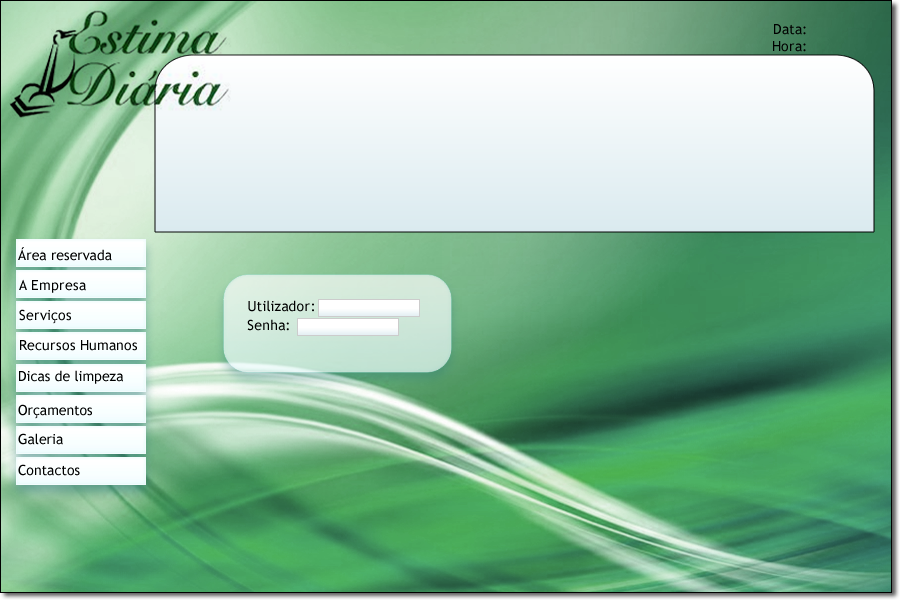 Estima
Diária
Data:
Hora:
Área reservada
A Empresa
Serviços
Recursos Humanos
Dicas de limpeza
Orçamentos
Galeria
Contactos
Utilizador:
Senha: